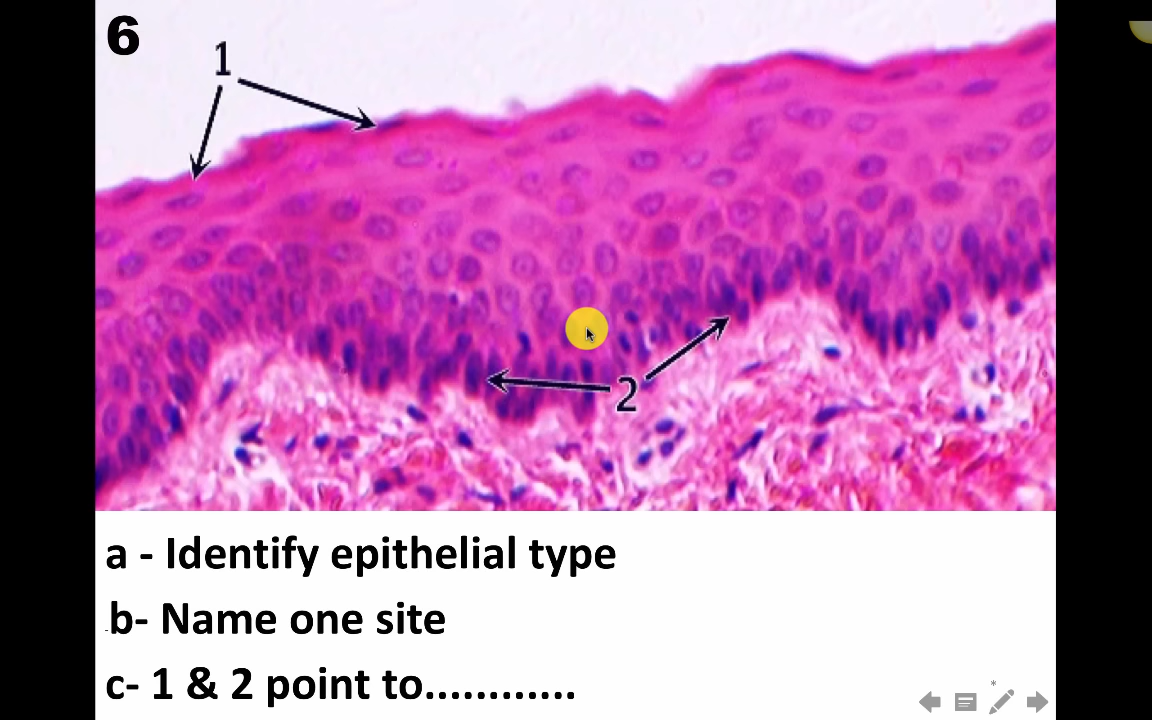 6
1
2
a - Identify epithelial type
b- Name one site
c- 1 & 2 point to............